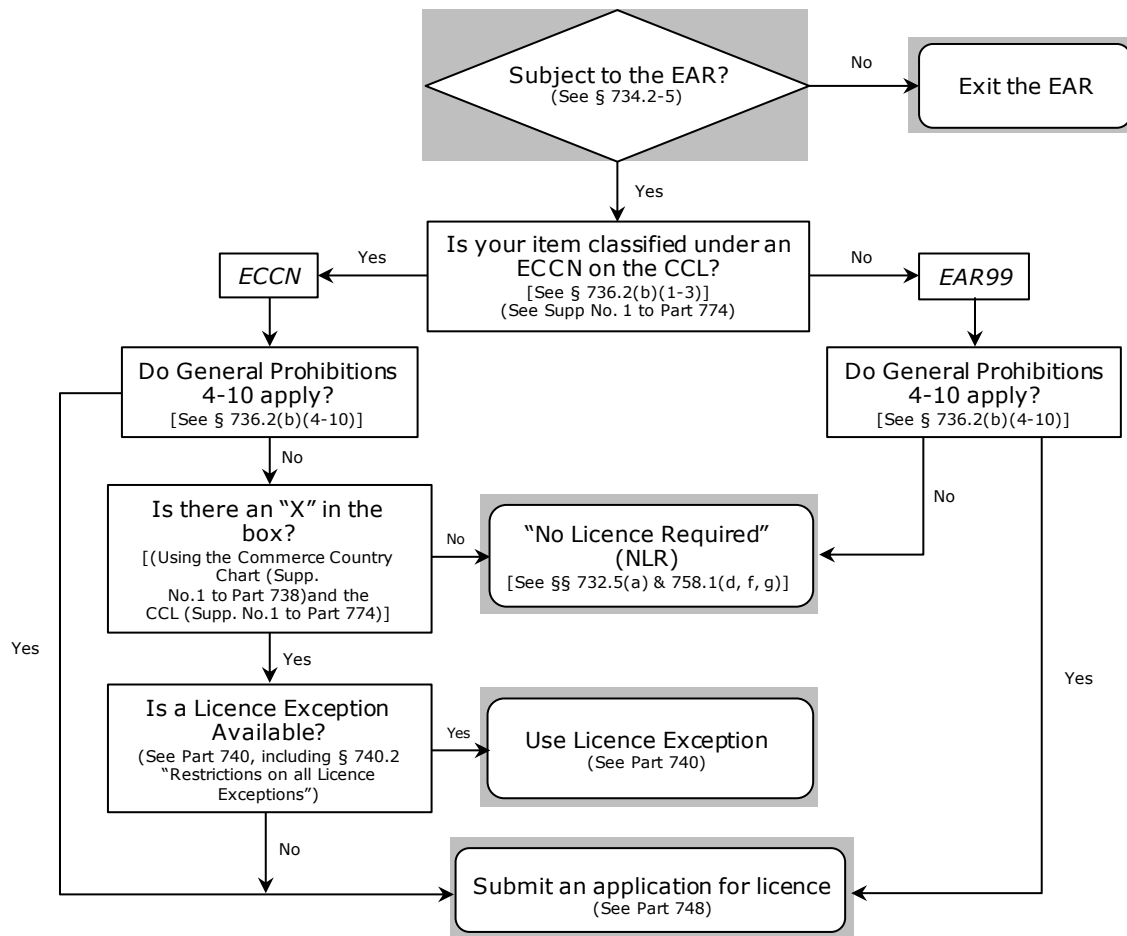 Subject to the EAR?
(See § 734.2-5)
No
Exit the EAR
Yes
Is your item classified under an
ECCN on the CCL?
[See § 736.2(b)(1-3)]
(See Supp No. 1 to Part 774)
Yes
ECCN
No
EAR99
Do General Prohibitions
4-10 apply?
[See § 736.2(b)(4-10)]
Do General Prohibitions
4-10 apply?
[See § 736.2(b)(4-10)]
No
Is there an “X” in the
box?
[(Using the Commerce Country
Chart (Supp.
No.1 to Part 738)and the
CCL (Supp. No.1 to Part 774)]
No
“No Licence Required”
(NLR)
[See §§ 732.5(a) & 758.1(d, f, g)]
No
Yes
Yes
Yes
Is a Licence Exception
Available?
(See Part 740, including § 740.2
“Restrictions on all Licence
Exceptions”)
Yes
Use Licence Exception
(See Part 740)
No
Submit an application for licence
(See Part 748)